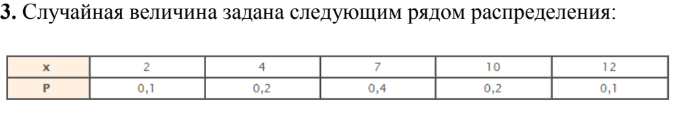 3. Случайная величина задана следующим рядом распределения:
x 2 4 7 10 12
P 0,1 0,2 0,4 0,2 0,1